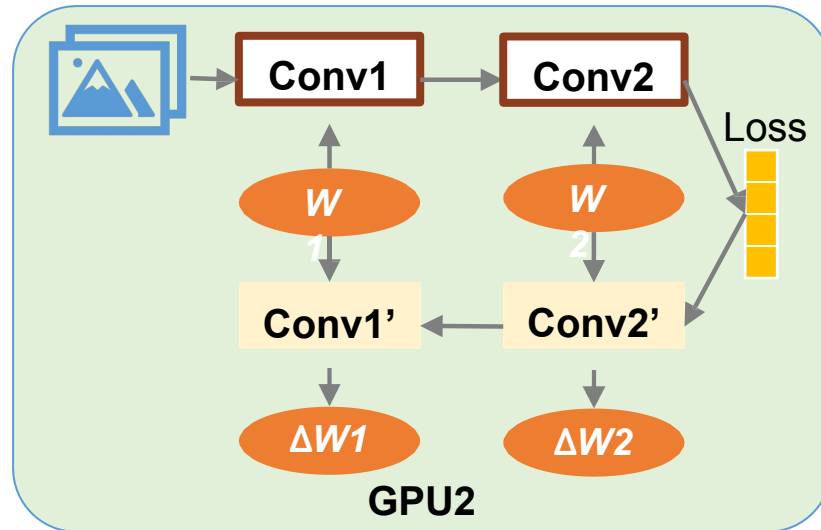 Conv1
Conv2
Loss
W
1
W
2
Conv1’
Conv2’
ΔW1
ΔW2
GPU2